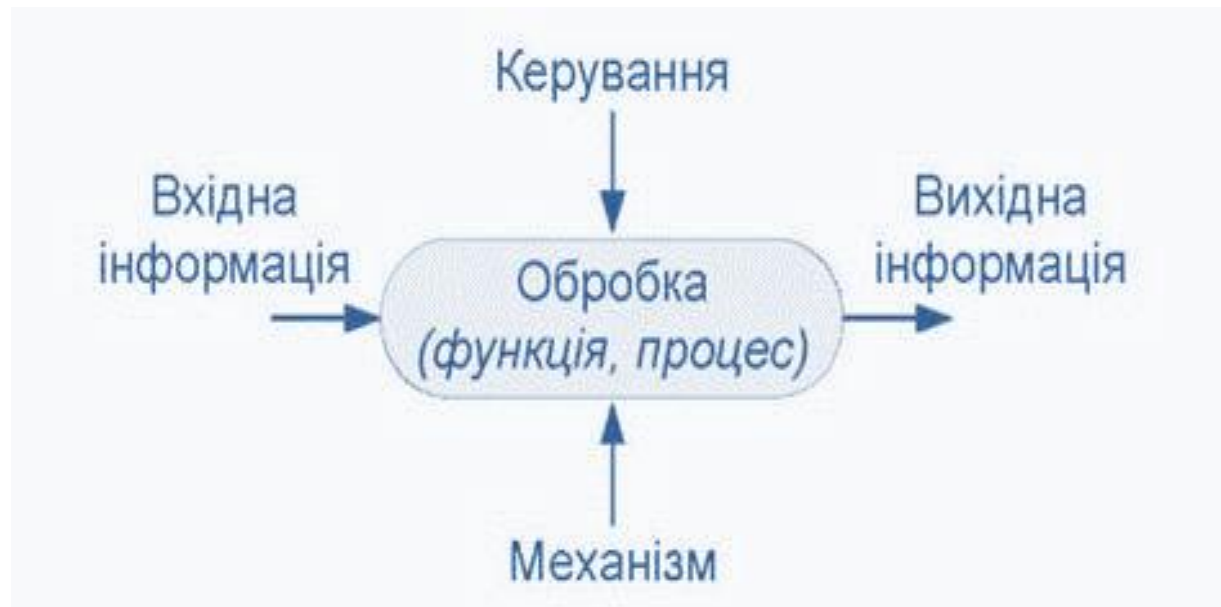 Керування
Вхідна
інформація
Обробка
(функція, процес)
Вихідна
інформація
Механізм